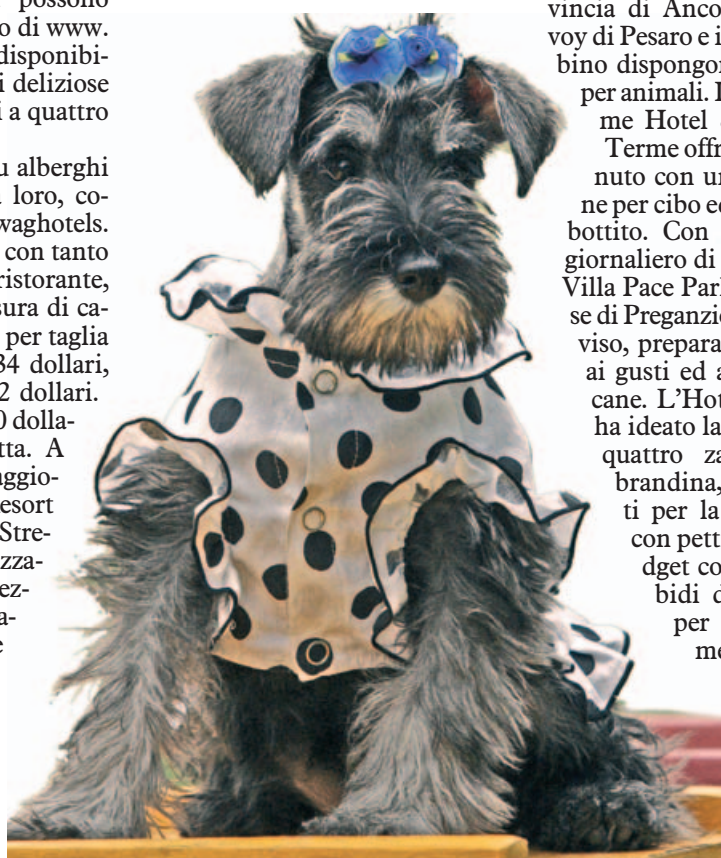 possono
o di www.
disponibi-
i deliziose
i a quattro
u alberghi
loro, co-
waghotels.
con tanto
ristorante,
sura di ca-
per taglia
34 dollari,
2 dollari.
0 dolla-
tta. A
aggio-
esort
Stre-
zza-
ez-
a-
e
vincia di Anco
voy di Pesaro e i
bino dispongon
per animali. I
me Hotel
Terme offr
nuto con un
ne per cibo ed
bottito. Con
giornaliero di
Villa Pace Park
se di Preganzio
viso, prepara
ai gusti ed a
cane. L'Hot
ha ideato la
quattro za
brandina,
ti per la
con pett
dget co
bidi d
per
me